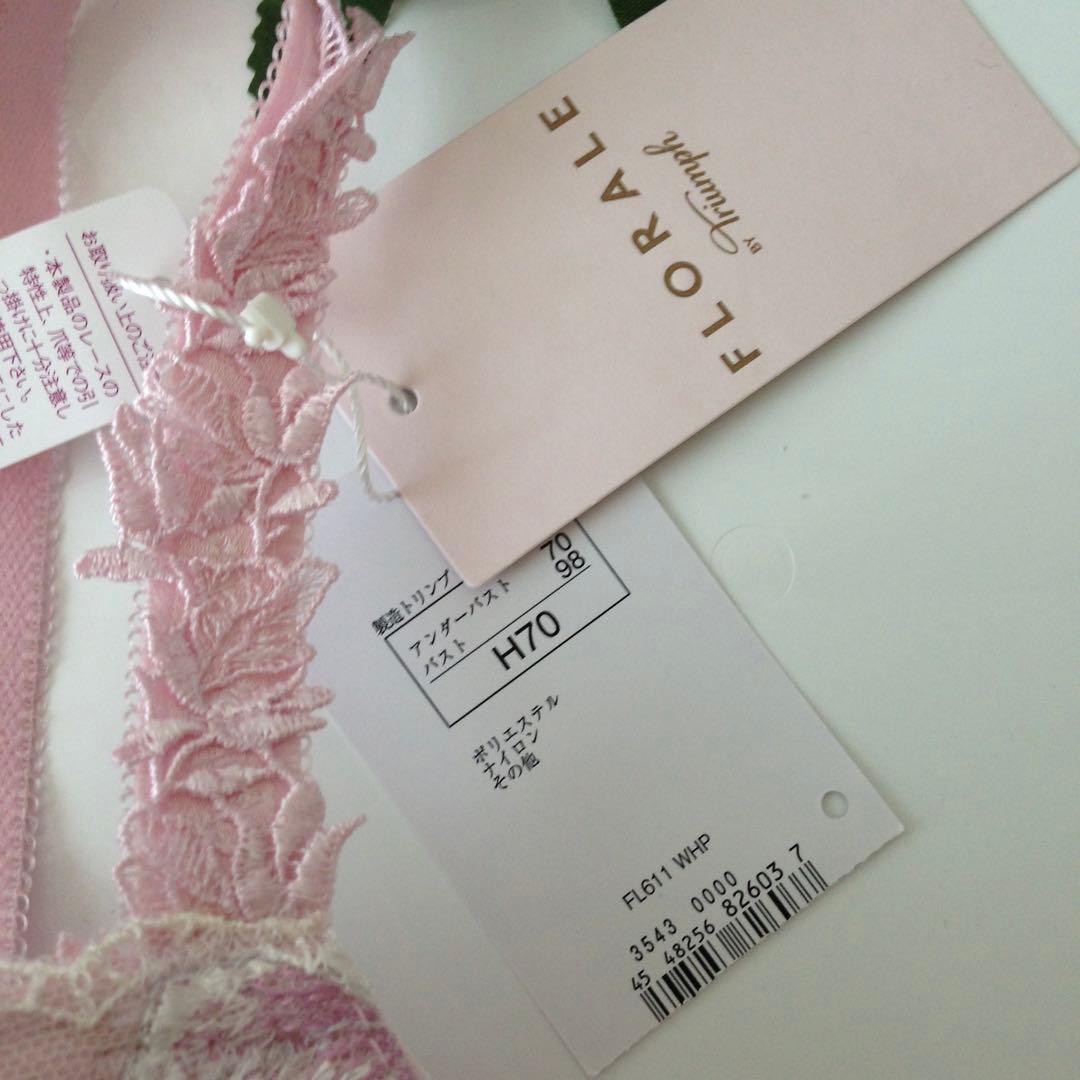 FLORALE
BY Triumph
お取り扱い上のご注
・本製品のレースの
特性上、爪等での引
っ掛けに十分注意し
製造トリンプ
アンダーバスト 70
バスト 98
H70
ポリエステル
ナイロン
その他
FL611 WHP
3543 0000
45 48256 82603 7